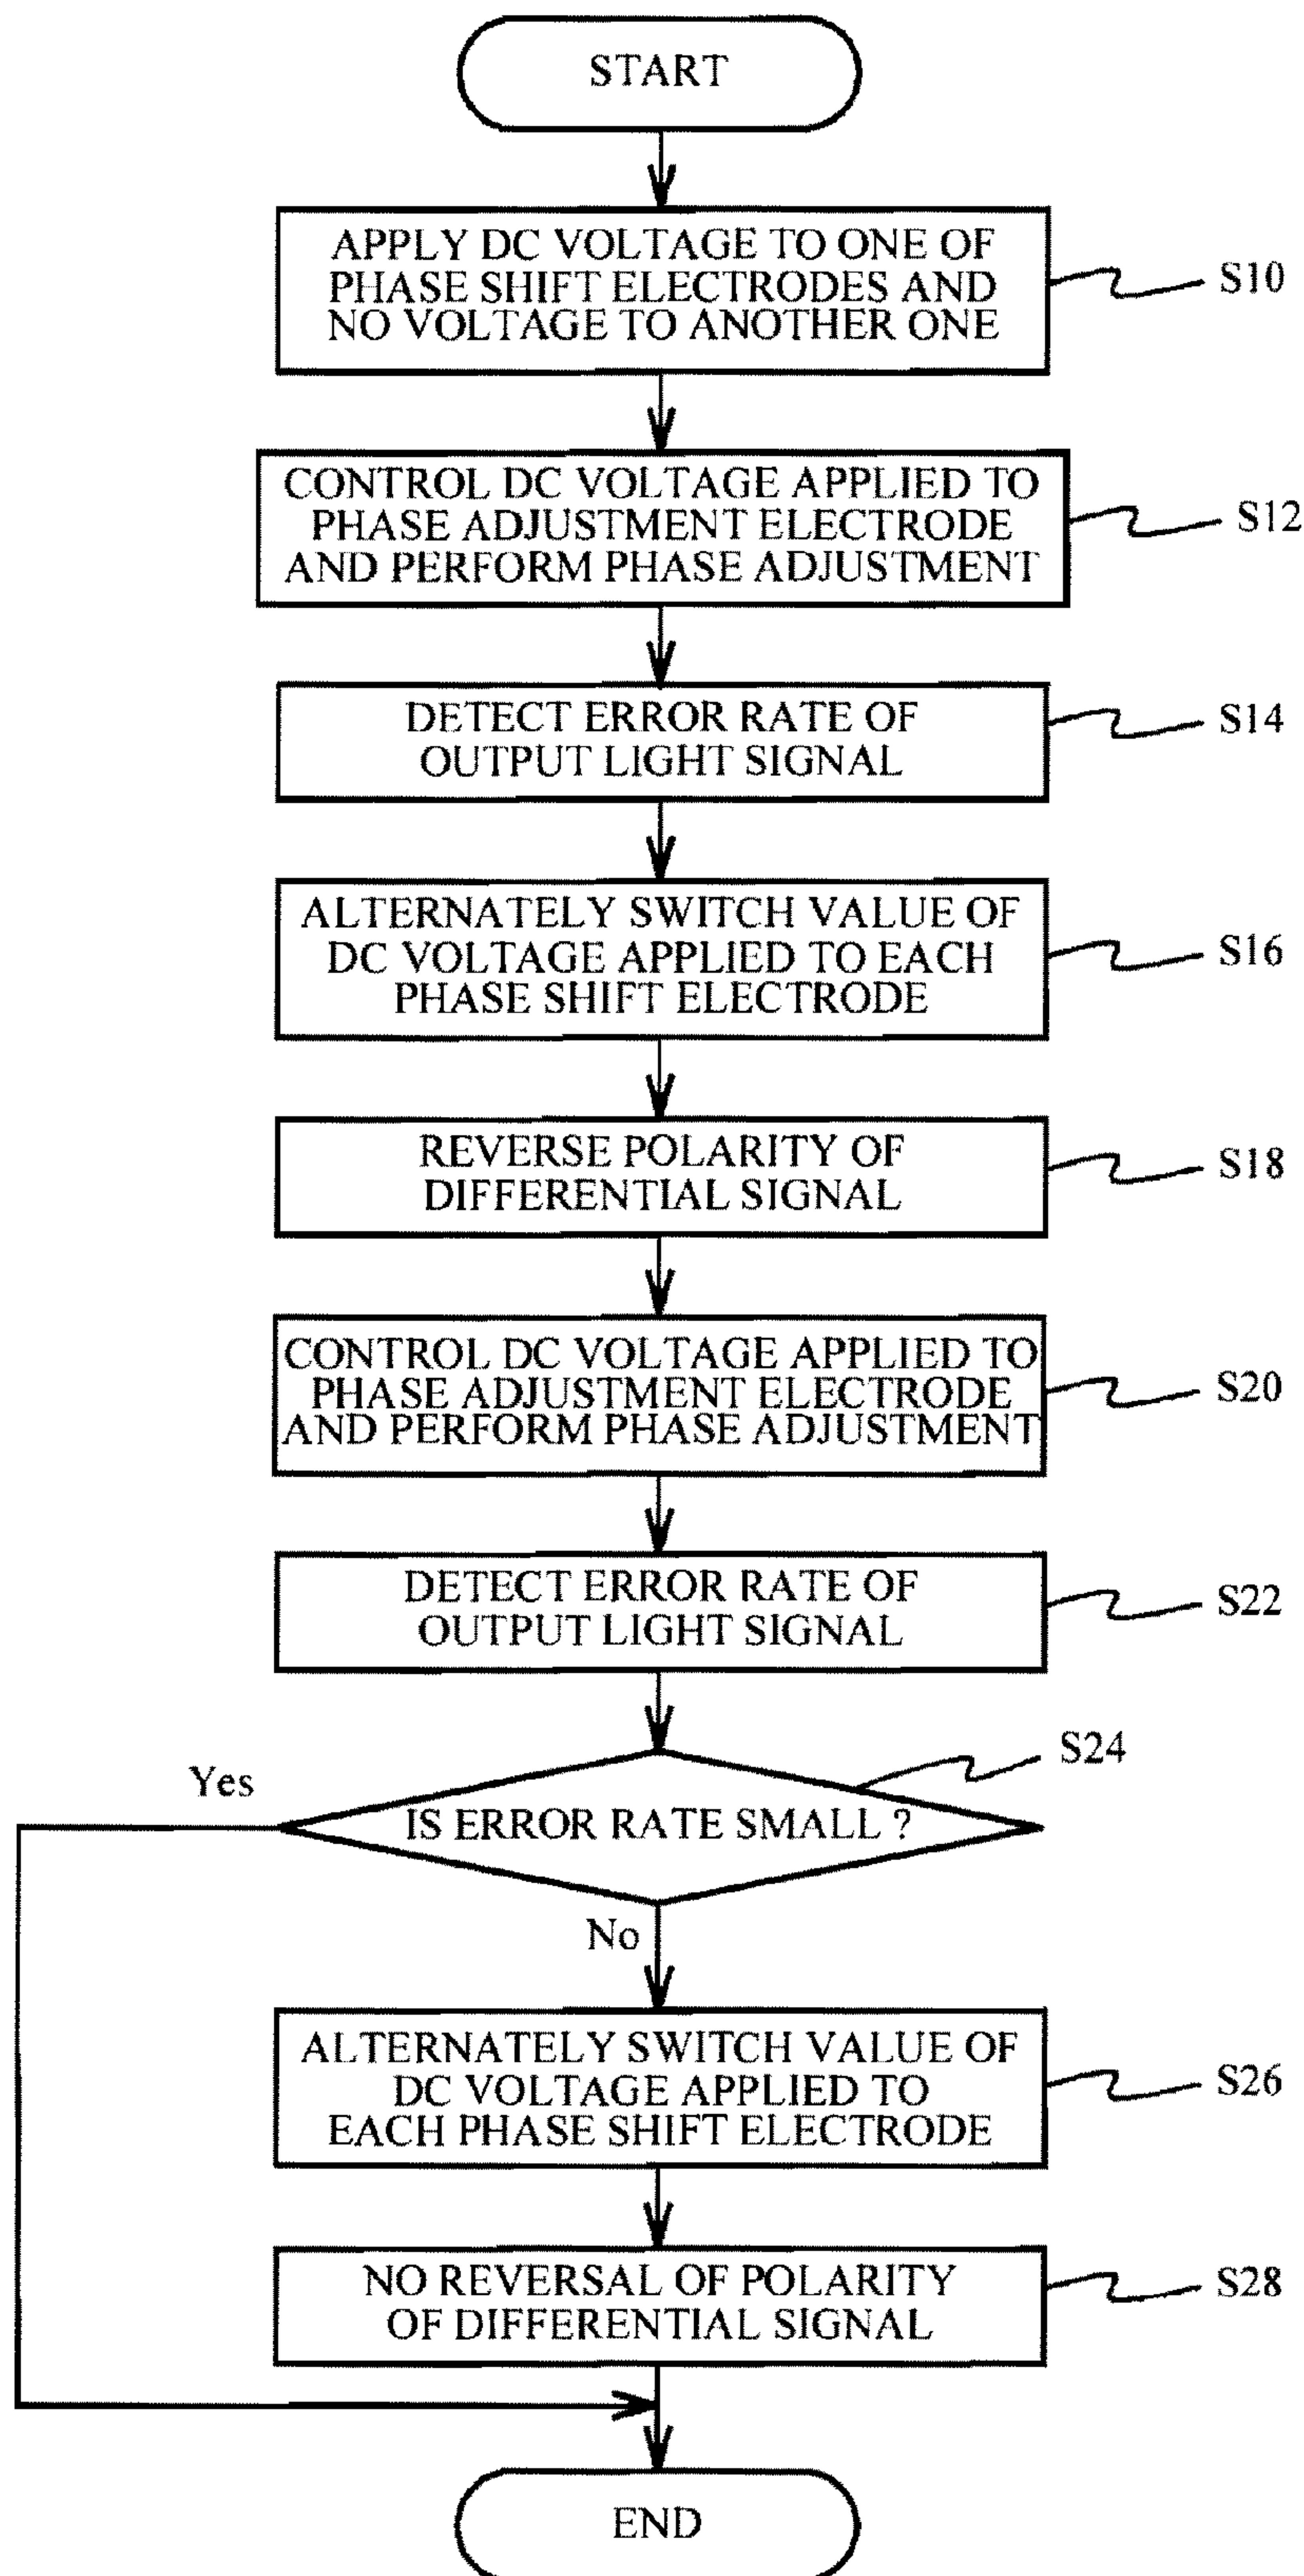 START
APPLY DC VOLTAGE TO ONE OF
PHASE SHIFT ELECTRODES AND
NO VOLTAGE TO ANOTHER ONE
S10
CONTROL DC VOLTAGE APPLIED TO
PHASE ADJUSTMENT ELECTRODE
AND PERFORM PHASE ADJUSTMENT
S12
DETECT ERROR RATE OF
OUTPUT LIGHT SIGNAL
S14
ALTERNATELY SWITCH VALUE OF
DC VOLTAGE APPLIED TO EACH
PHASE SHIFT ELECTRODE
S16
REVERSE POLARITY OF
DIFFERENTIAL SIGNAL
S18
CONTROL DC VOLTAGE APPLIED TO
PHASE ADJUSTMENT ELECTRODE
AND PERFORM PHASE ADJUSTMENT
S20
DETECT ERROR RATE OF
OUTPUT LIGHT SIGNAL
S22
S24
Yes
IS ERROR RATE SMALL ?
No
ALTERNATELY SWITCH VALUE OF
DC VOLTAGE APPLIED TO
EACH PHASE SHIFT ELECTRODE
S26
NO REVERSAL OF POLARITY
OF DIFFERENTIAL SIGNAL
S28
END